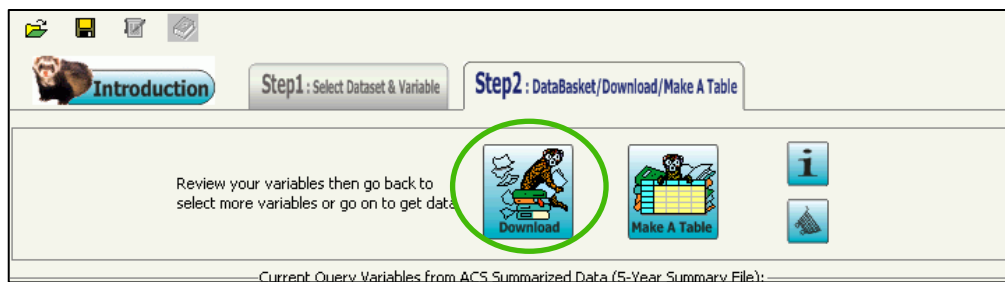 Introduction
Step1 : Select Dataset & Variable
Step2 : DataBasket/Download/Make A Table
Review your variables then go back to
select more variables or go on to get data
Download
Make A Table
i
Current Query Variables from ACS Summarized Data (5-Year Summary File):